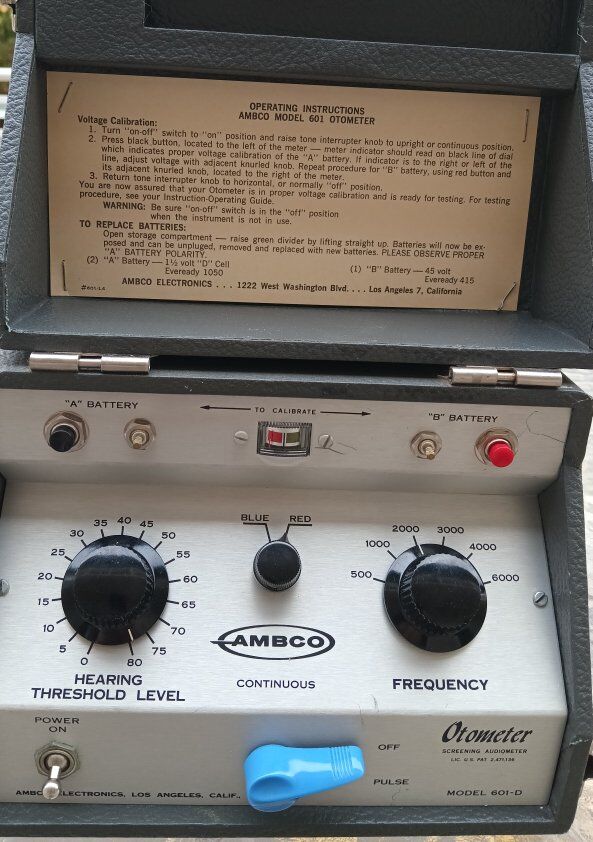 OPERATING INSTRUCTIONS
AMBCO MODEL 601 OTOMETER
Voltage Calibration:
1. Turn "on-off" switch to "on" position and raise tone interrupter knob to upright or continuous position.
2. Press black button, located to the left of the meter — meter indicator should read on black line of dial
which indicates proper voltage calibration of the "A" battery. If indicator is to the right or left of the
line, adjust voltage with adjacent knurled knob. Repeat procedure for "B" battery, using red button and
its adjacent knurled knob, located to the right of the meter.
3. Return tone interrupter knob to horizontal, or normally "off" position.
You are now assured that your Otometer is in proper voltage calibration and is ready for testing. For testing
procedure, see your Instruction-Operating Guide.
WARNING: Be sure "on-off" switch is in the "off" position
when the instrument is not in use.
TO REPLACE BATTERIES:
Open storage compartment — raise green divider by lifting straight up. Batteries will now be ex-
posed and can be unplugged, removed and replaced with new batteries. PLEASE OBSERVE PROPER
"A" BATTERY POLARITY.
(2) "A" Battery — 1½ volt "D" Cell (1) "B" Battery — 45 volt
Eveready 1050 Eveready 415
AMBCO ELECTRONICS . . . 1222 West Washington Blvd. . . . Los Angeles 7, California
#601-L6
"A" BATTERY TO CALIBRATE "B" BATTERY
BLUE RED
0 5 10 15 20 25 30 35 40 45 50 55 60 65 70 80
500 1000 2000 3000 4000 6000
AMBCO
HEARING
THRESHOLD LEVEL
CONTINUOUS
FREQUENCY
POWER
ON
OFF
PULSE
Otometer
SCREENING AUDIOMETER
LIC. U.S. PAT 2,471,136
AMBCO ELECTRONICS, LOS ANGELES, CALIF.,
MODEL 601-D